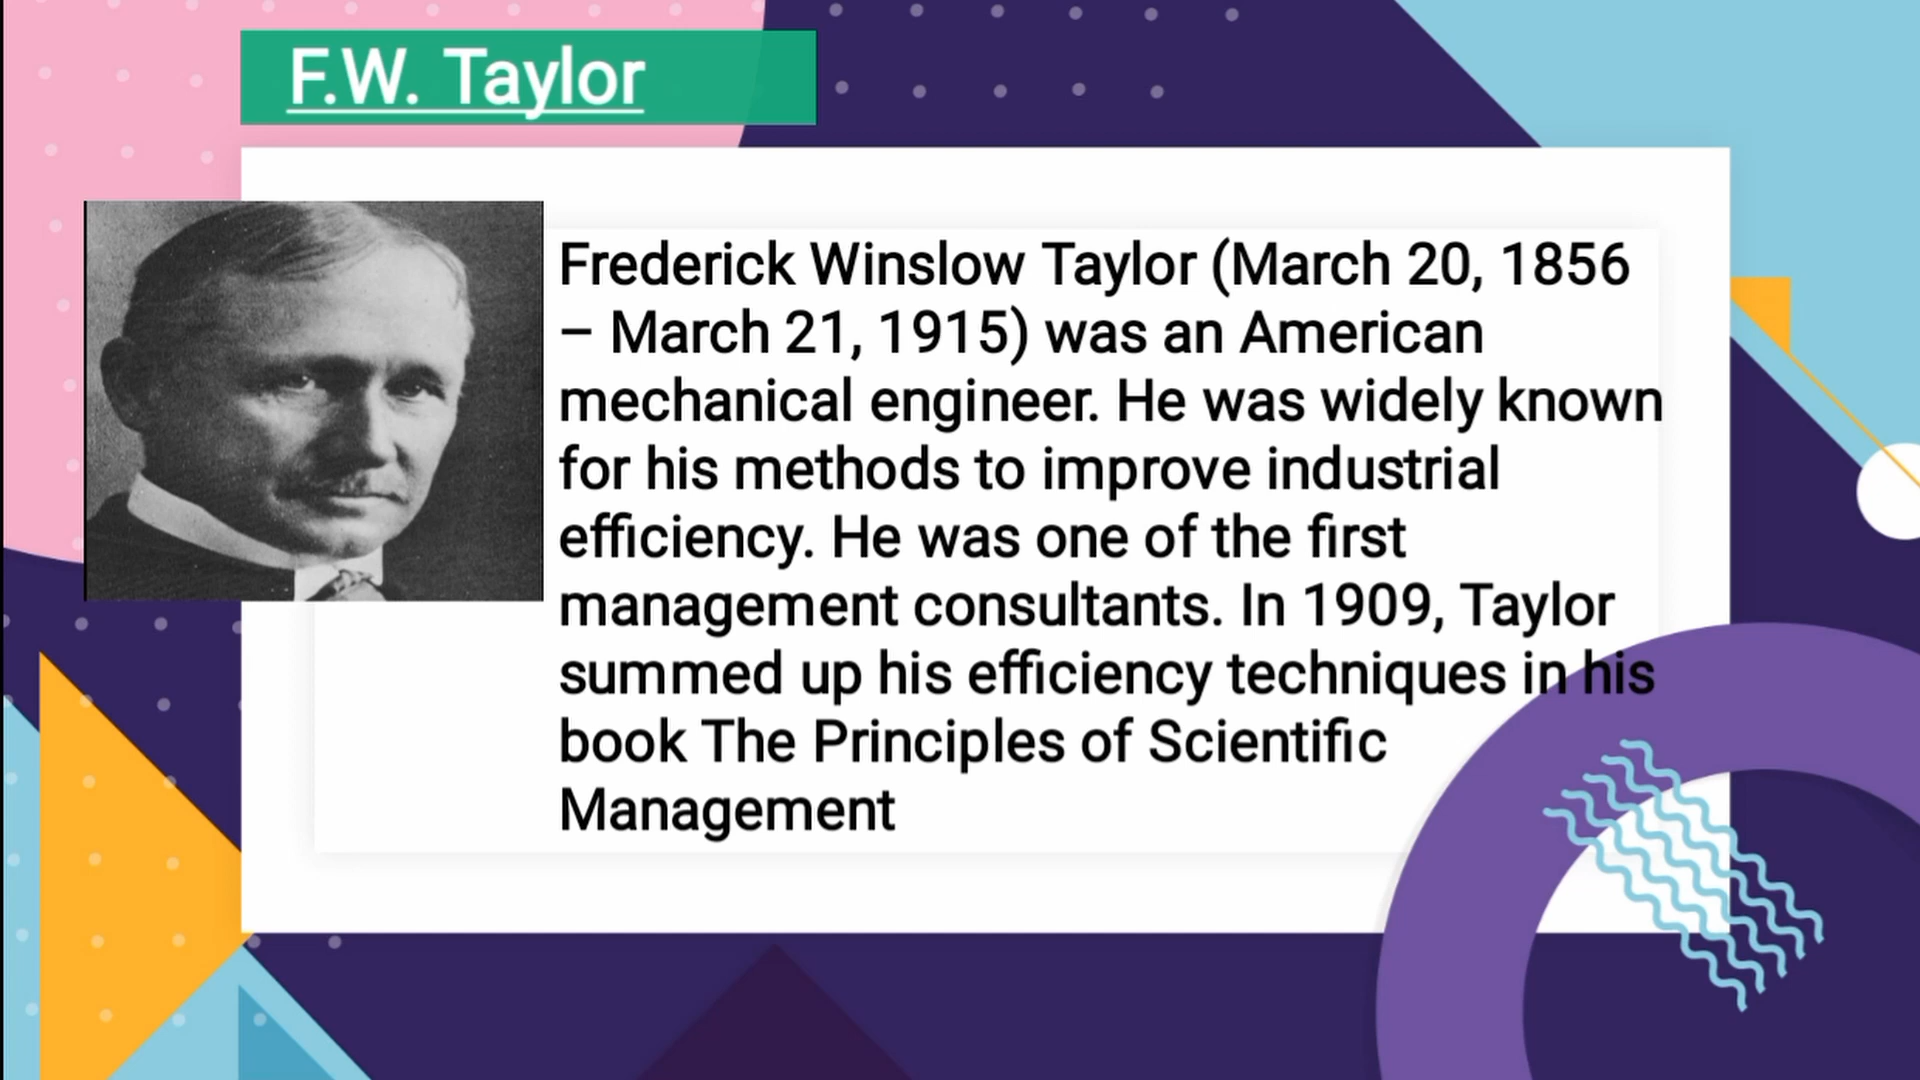 F.W. Taylor
Frederick Winslow Taylor (March 20, 1856
– March 21, 1915) was an American
mechanical engineer. He was widely known
for his methods to improve industrial
efficiency. He was one of the first
management consultants. In 1909, Taylor
summed up his efficiency techniques in his
book The Principles of Scientific
Management